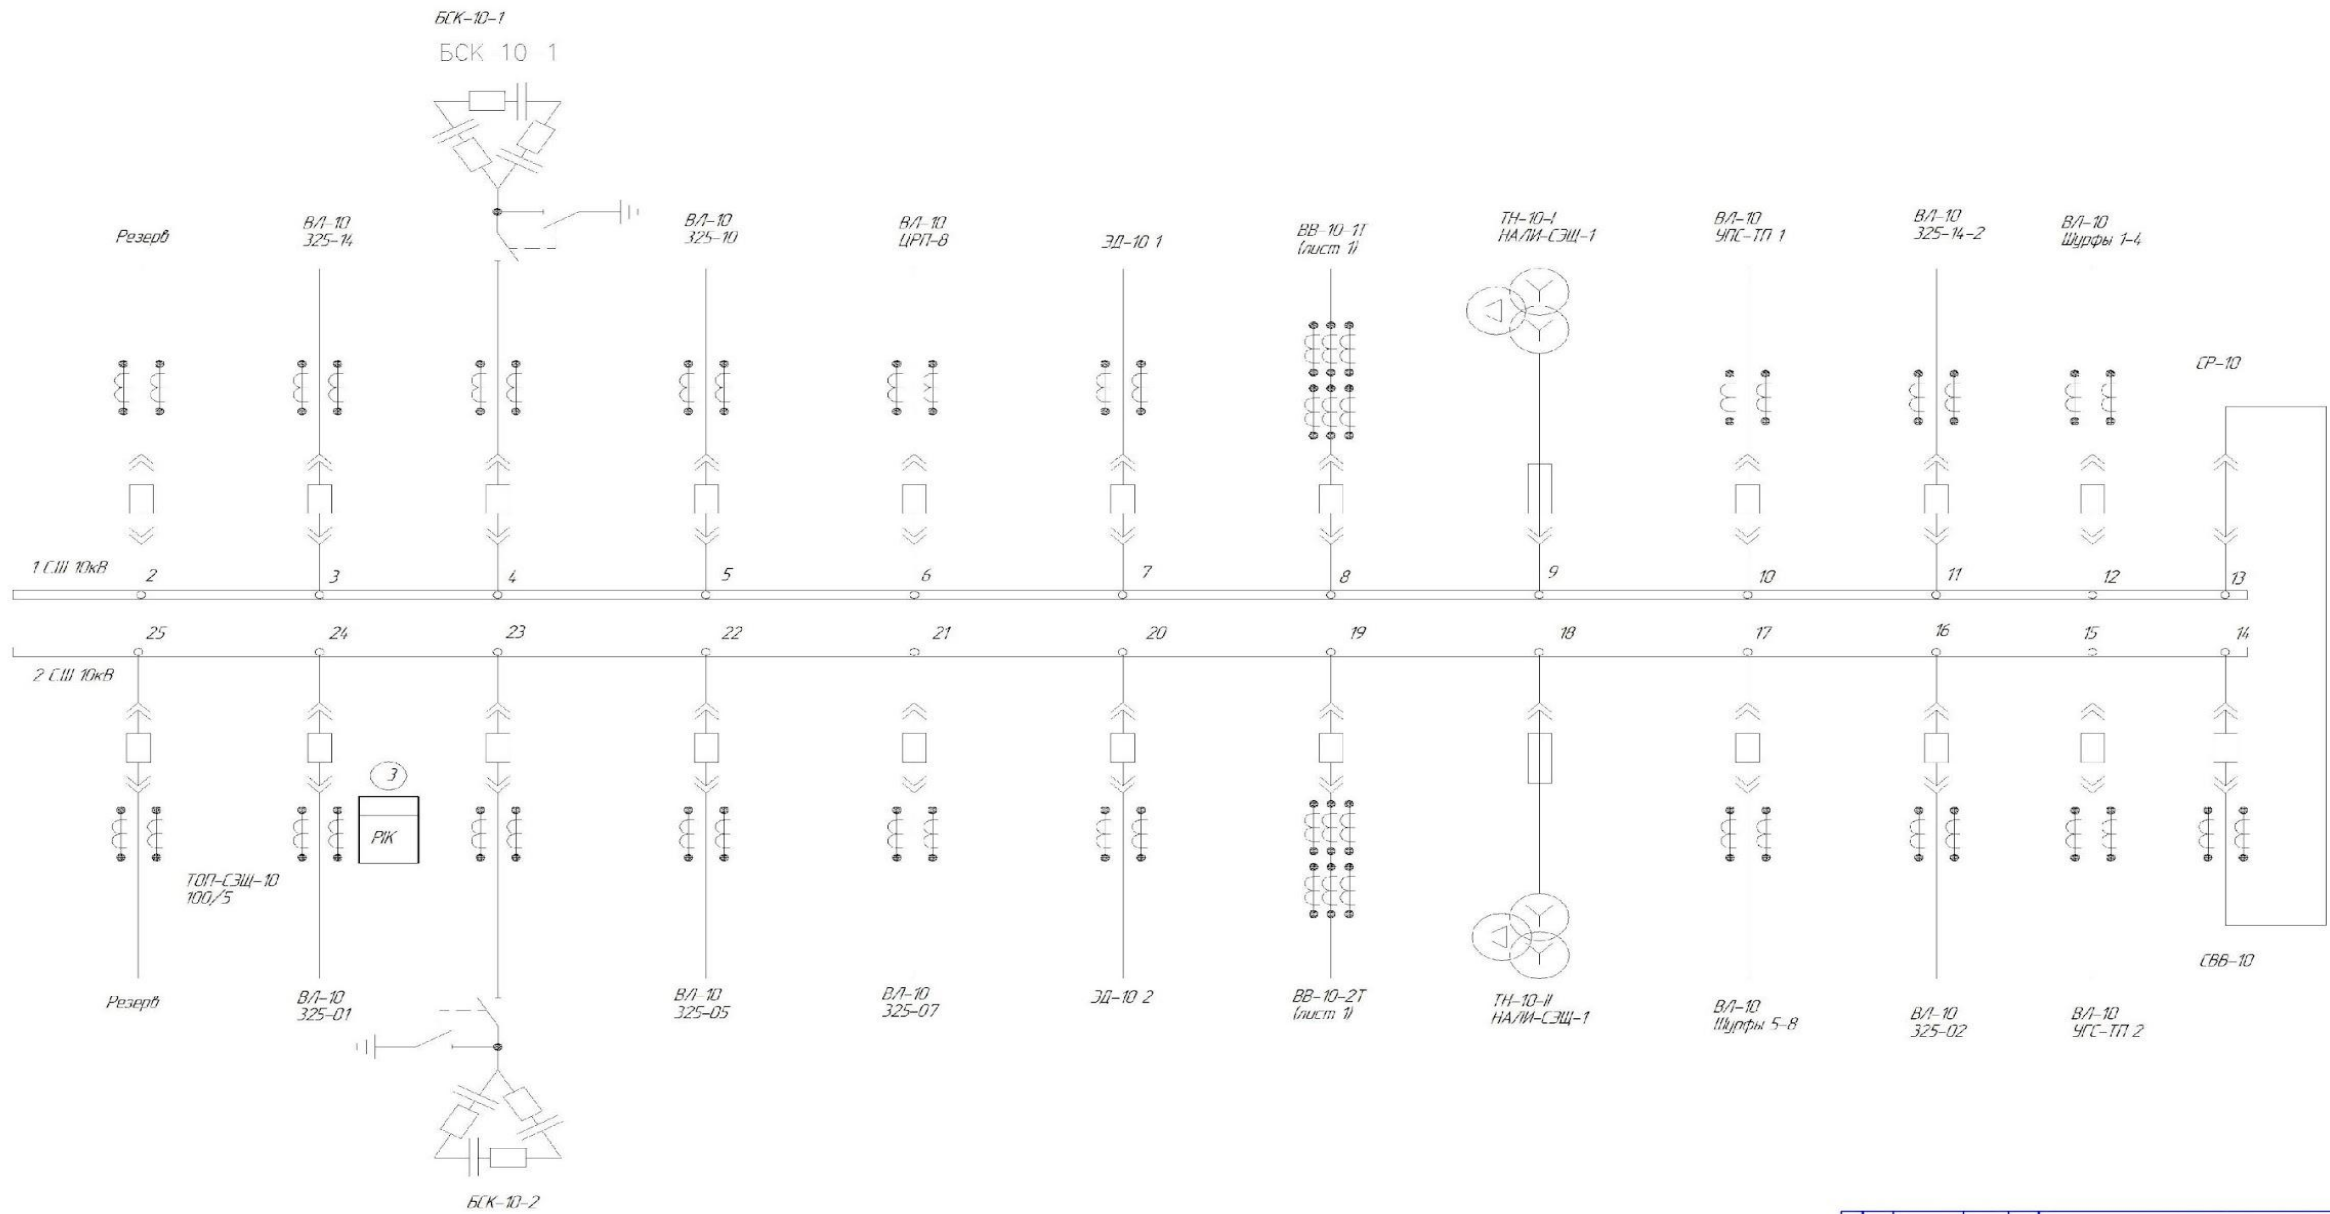 БСК-10-1
БСК 10 1
Резерв
ВЛ-10
325-14
ВЛ-10
325-10
ВЛ-10
ЦРП-8
ЭД-10 1
ВВ-10-1Т
(лист 1)
ТН-10-I
НАЛИ-СЭЩ-1
ВЛ-10
УПС-ТП 1
ВЛ-10
325-14-2
ВЛ-10
Шурфы 1-4
СР-10
1 СШ 10кВ
2
3
4
5
6
7
8
9
10
11
12
13
25
24
23
22
21
20
19
18
17
16
15
14
2 СШ 10кВ
3
РiК
ТОЛ-СЭЩ-10
100/5
Резерв
ВЛ-10
325-01
ВЛ-10
325-05
ВЛ-10
325-07
ЭД-10 2
ВВ-10-2Т
(лист 1)
ТН-10-II
НАЛИ-СЭЩ-1
ВЛ-10
Шурфы 5-8
ВЛ-10
325-02
ВЛ-10
УГС-ТП 2
СВВ-10
БСК-10-2